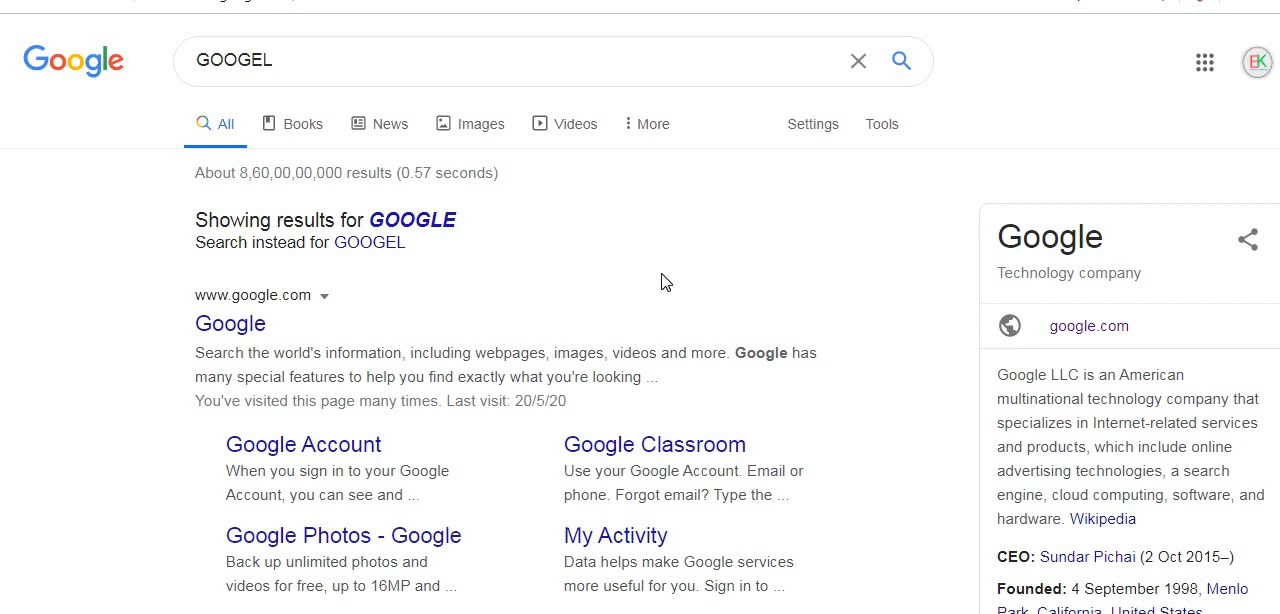 Google
GOOGEL
EK
All Books News Images Videos More Settings Tools
About 8,60,00,00,000 results (0.57 seconds)
Showing results for GOOGLE
Search instead for GOOGEL
www.google.com
Google
Search the world's information, including webpages, images, videos and more. Google has
many special features to help you find exactly what you're looking ...
You've visited this page many times. Last visit: 20/5/20
Google Account
When you sign in to your Google
Account, you can see and ...
Google Classroom
Use your Google Account. Email or
phone. Forgot email? Type the ...
Google Photos - Google
Back up unlimited photos and
videos for free, up to 16MP and ...
My Activity
Data helps make Google services
more useful for you. Sign in to ...
Google
Technology company
google.com
Google LLC is an American
multinational technology company that
specializes in Internet-related services
and products, which include online
advertising technologies, a search
engine, cloud computing, software, and
hardware. Wikipedia
CEO: Sundar Pichai (2 Oct 2015–)
Founded: 4 September 1998, Menlo
Park, California, United States